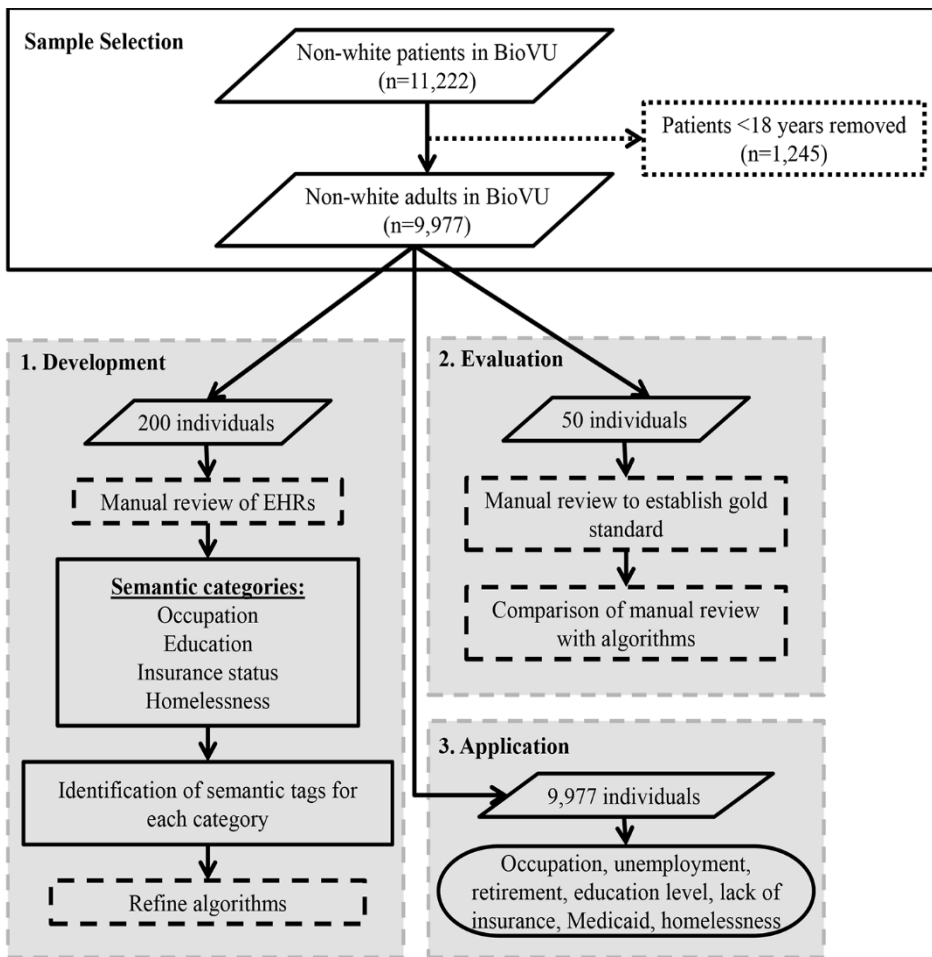 Sample Selection
Non-white patients in BioVU
(n=11,222)
Patients <18 years removed
(n=1,245)
Non-white adults in BioVU
(n=9,977)
1. Development
200 individuals
Manual review of EHRs
Semantic categories:
Occupation
Education
Insurance status
Homelessness
Identification of semantic tags for
each category
Refine algorithms
2. Evaluation
50 individuals
Manual review to establish gold
standard
Comparison of manual review
with algorithms
3. Application
9,977 individuals
Occupation, unemployment,
retirement, education level, lack of
insurance, Medicaid, homelessness